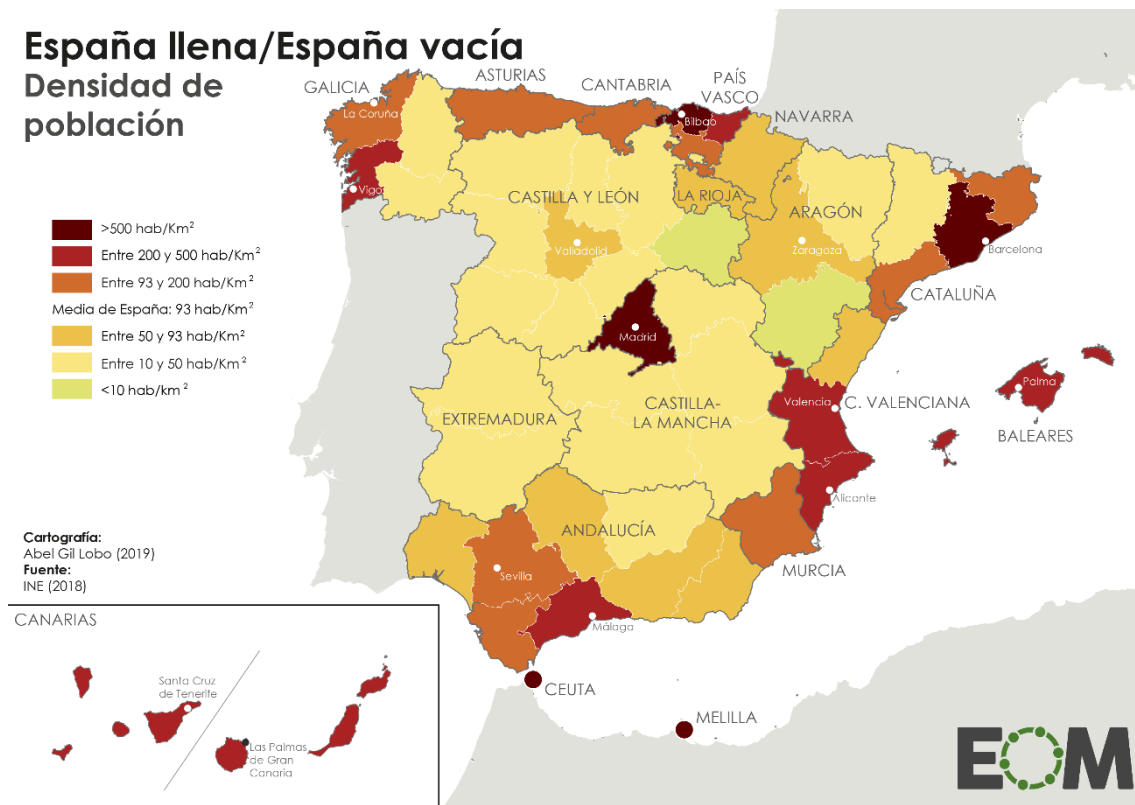 España llena/España vacía
Densidad de
población
>500 hab/Km²
Entre 200 y 500 hab/Km²
Entre 93 y 200 hab/Km²
Media de España: 93 hab/Km²
Entre 50 y 93 hab/Km²
Entre 10 y 50 hab/Km²
<10 hab/km²
GALICIA
ASTURIAS
CANTABRIA
PAÍS
VASCO
NAVARRA
La Coruña
Bilbao
Vigo
CASTILLA Y LEÓN
LA RIOJA
ARAGÓN
Valladolid
Zaragoza
Barcelona
CATALUÑA
Madrid
EXTREMADURA
CASTILLA-
LA MANCHA
Valencia
C. VALENCIANA
Palma
BALEARES
Alicante
ANDALUCÍA
MURCIA
Sevilla
Málaga
CEUTA
MELILLA
Cartografía:
Abel Gil Lobo (2019)
Fuente:
INE (2018)
CANARIAS
Santa Cruz
de Tenerife
Las Palmas
de Gran
Canaria
EOM